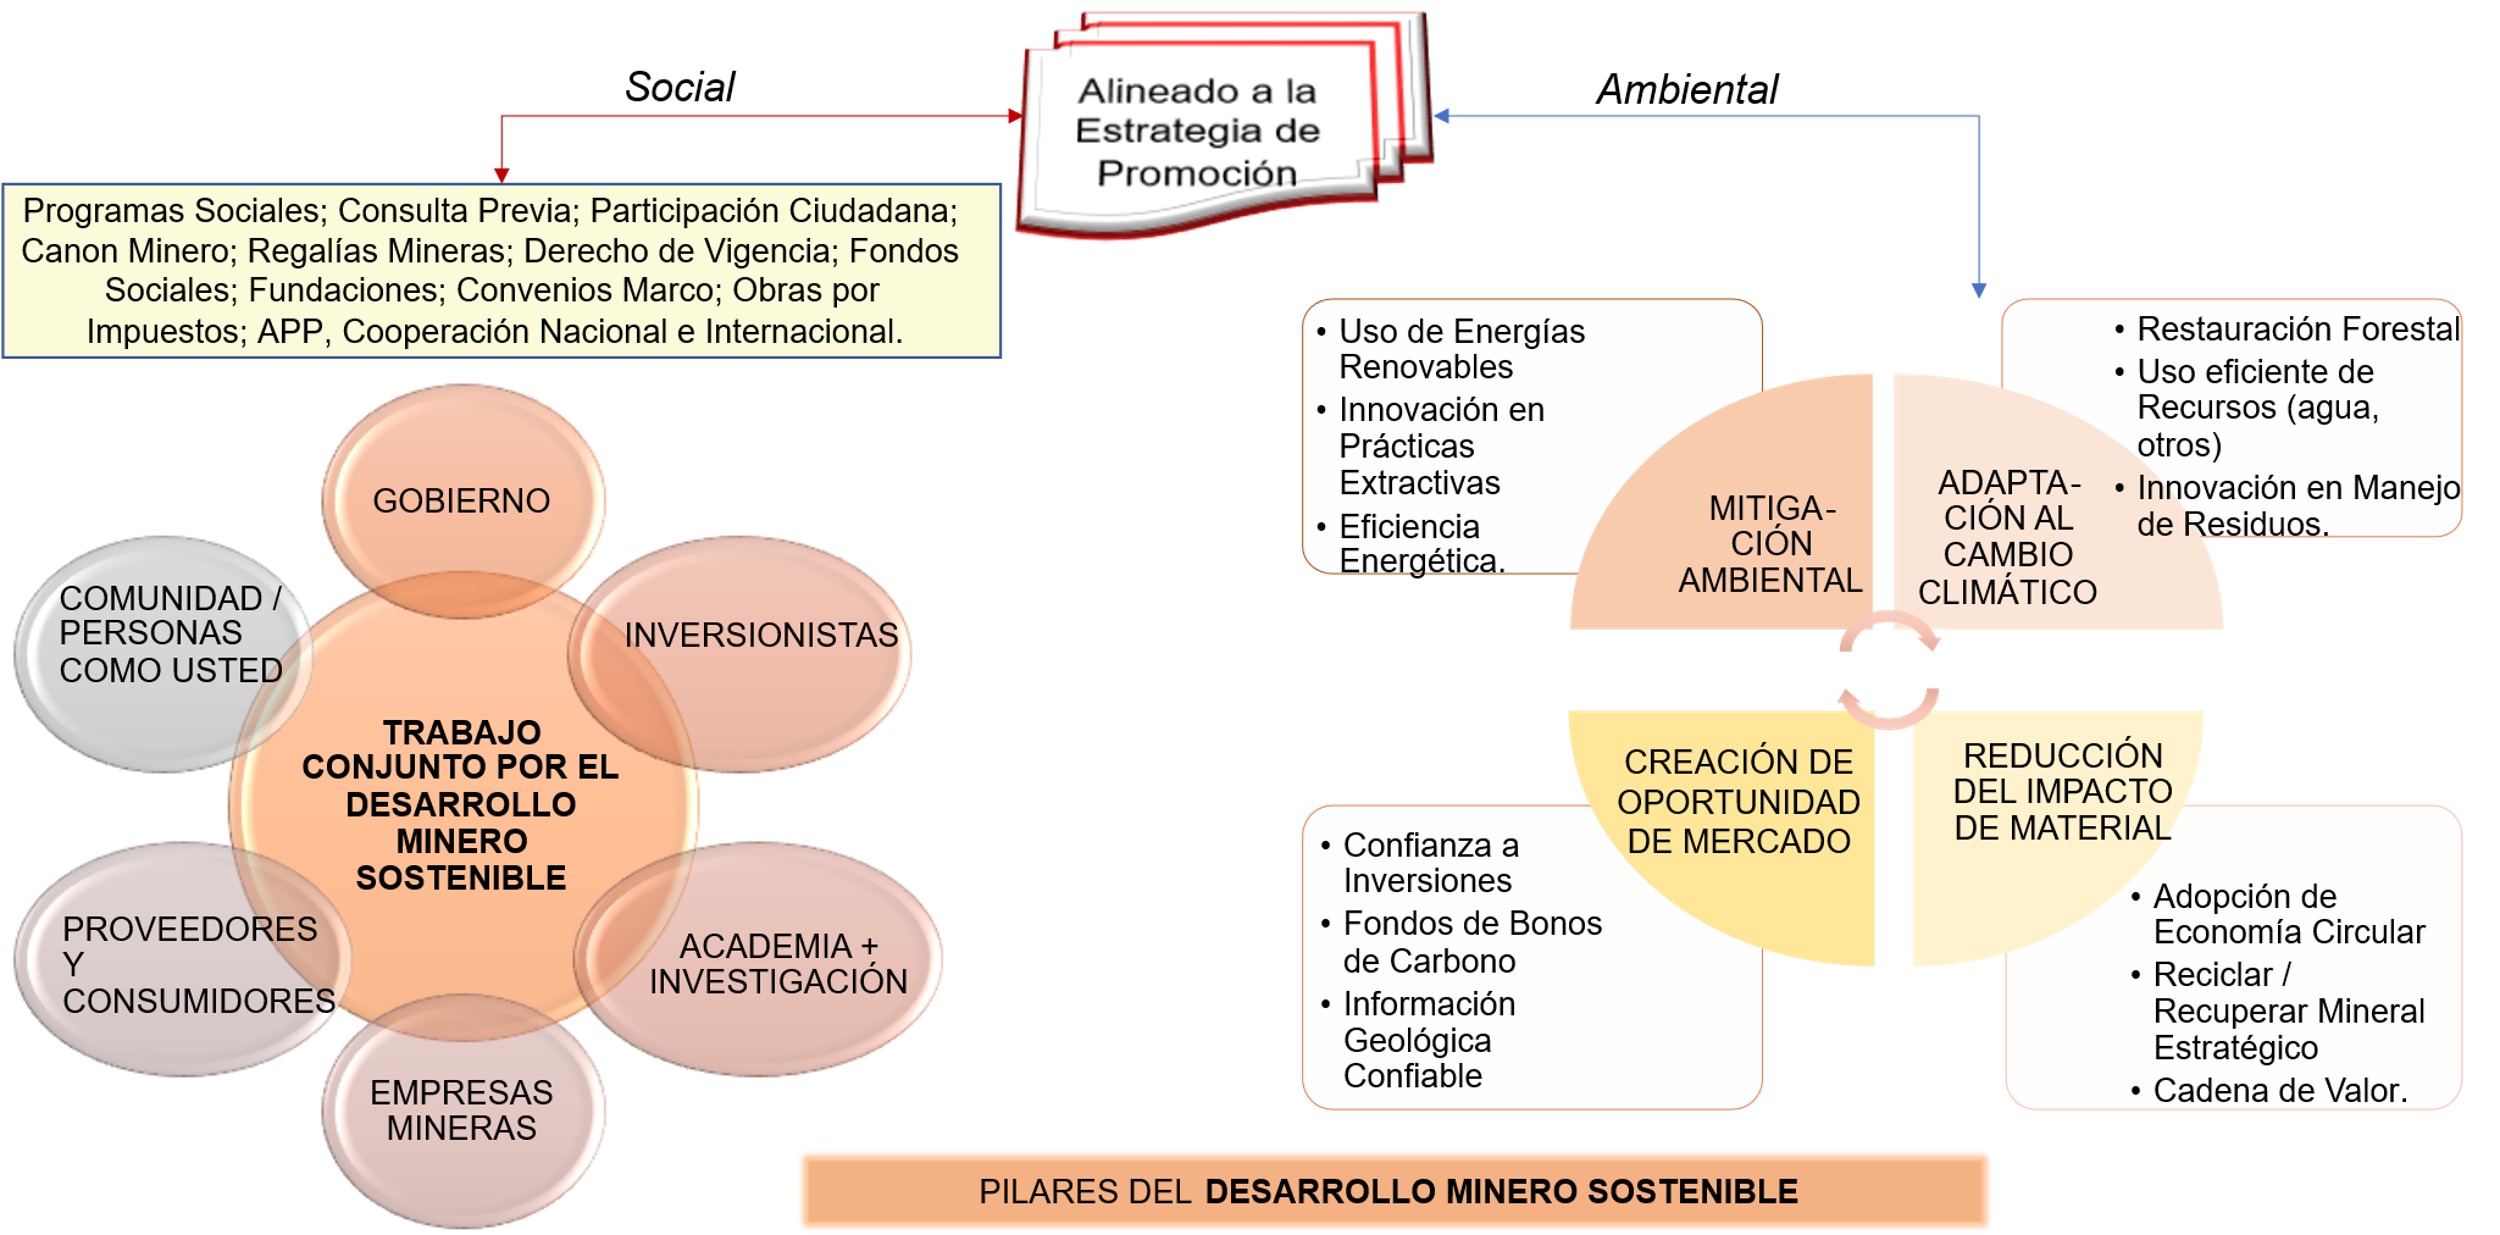 Social
Alineado a la
Estrategia de
Promoción
Ambiental
Programas Sociales; Consulta Previa; Participación Ciudadana;
Canon Minero; Regalías Mineras; Derecho de Vigencia; Fondos
Sociales; Fundaciones; Convenios Marco; Obras por
Impuestos; APP, Cooperación Nacional e Internacional.
GOBIERNO
INVERSIONISTAS
ACADEMIA +
INVESTIGACIÓN
EMPRESAS
MINERAS
PROVEEDORES
Y
CONSUMIDORES
COMUNIDAD /
PERSONAS
COMO USTED
TRABAJO
CONJUNTO POR EL
DESARROLLO
MINERO
SOSTENIBLE
• Uso de Energías
Renovables
• Innovación en
Prácticas
Extractivas
• Eficiencia
Energética.
MITIGA-
CIÓN
AMBIENTAL
ADAPTA-
CIÓN AL
CAMBIO
CLIMÁTICO
• Restauración Forestal
• Uso eficiente de
Recursos (agua,
otros)
• Innovación en Manejo
de Residuos.
CREACIÓN DE
OPORTUNIDAD
DE MERCADO
• Confianza a
Inversiones
• Fondos de Bonos
de Carbono
• Información
Geológica
Confiable
REDUCCIÓN
DEL IMPACTO
DE MATERIAL
• Adopción de
Economía Circular
• Reciclar /
Recuperar Mineral
Estratégico
• Cadena de Valor.
PILARES DEL DESARROLLO MINERO SOSTENIBLE